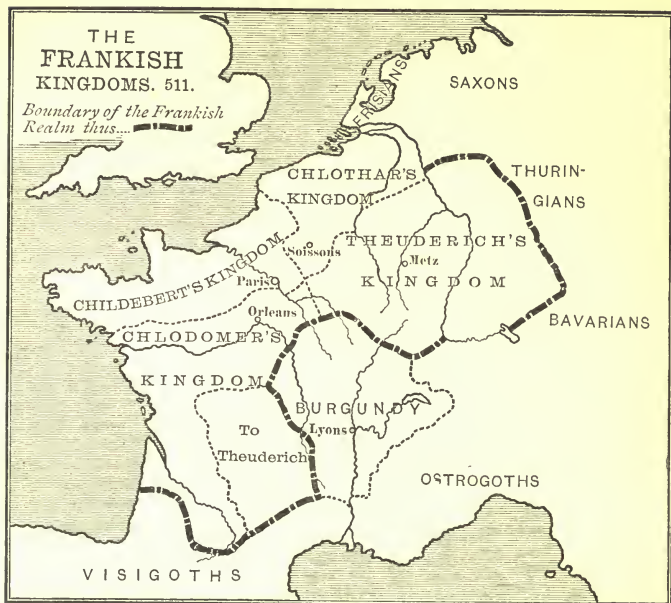 THE
FRANKISH
KINGDOMS. 511.
Boundary of the Frankish
Realm thus....
FRISIANS
SAXONS
THURIN-
GIANS
CHLOTHAR'S
KINGDOM
THEUDERICH'S
KINGDOM
Soissons
Metz
CHILDEBERT'S KINGDOM
Paris
Orleans
BAVARIANS
CHLODOMER'S
KINGDOM
BURGUNDY
Lyons
To
Theuderich
OSTROGOTHS
VISIGOTHS